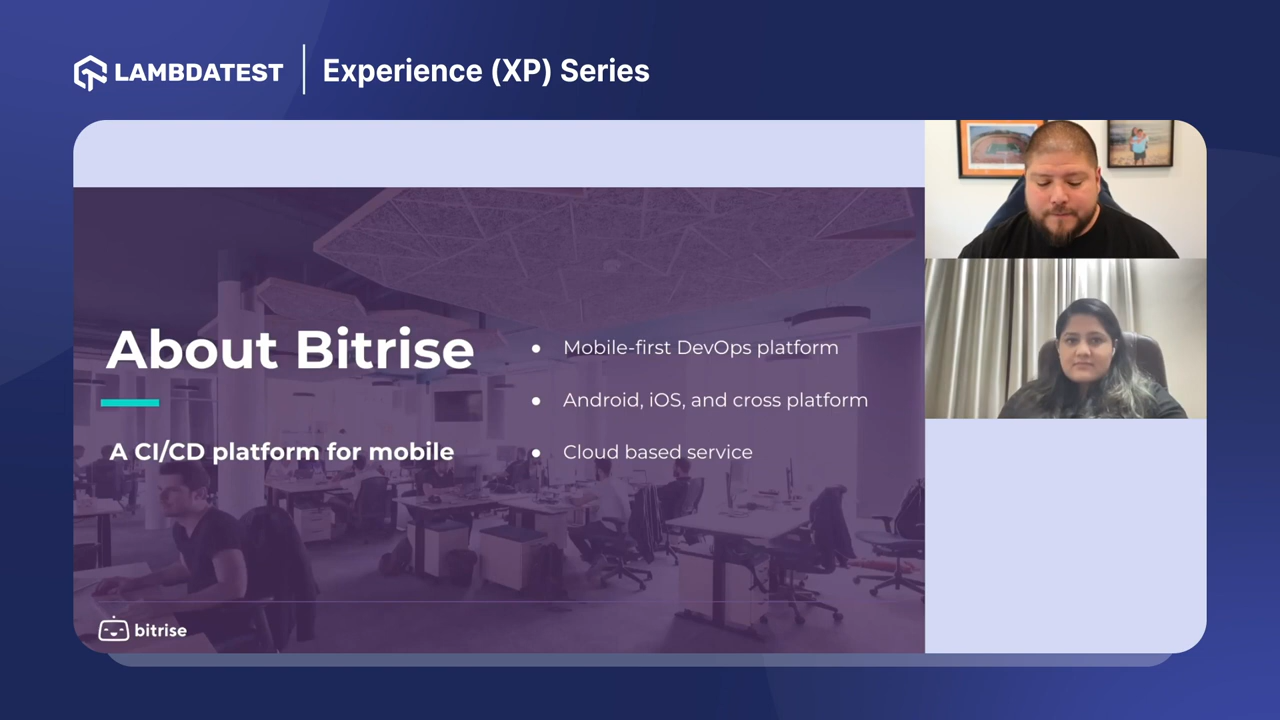 LAMBDATEST
Experience (XP) Series
About Bitrise
A CI/CD platform for mobile
● Mobile-first DevOps platform
● Android, iOS, and cross platform
● Cloud based service
bitrise